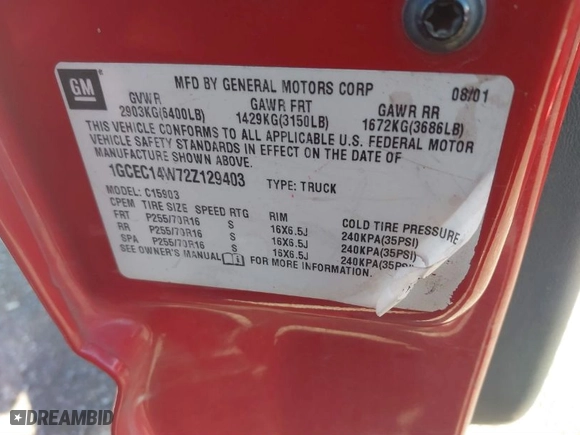 GM
®
MFD BY GENERAL MOTORS CORP 08/01
GVWR GAWR FRT GAWR RR
2903KG(6400LB) 1429KG(3150LB) 1672KG(3686LB)
THIS VEHICLE CONFORMS TO ALL APPLICABLE U.S. FEDERAL MOTOR
VEHICLE SAFETY STANDARDS IN EFFECT ON THE DATE OF
MANUFACTURE SHOWN ABOVE.
1GCEC14W72Z129403 TYPE: TRUCK
MODEL: C15903
CPEM TIRE SIZE SPEED RTG RIM COLD TIRE PRESSURE
FRT P255/70R16 S 16X6.5J 240KPA(35PSI)
RR P255/70R16 S 16X6.5J 240KPA(35PSI)
SPA P255/70R16 S 16X6.5J 240KPA(35PSI)
SEE OWNER'S MANUAL FOR MORE INFORMATION.
DREAMBID